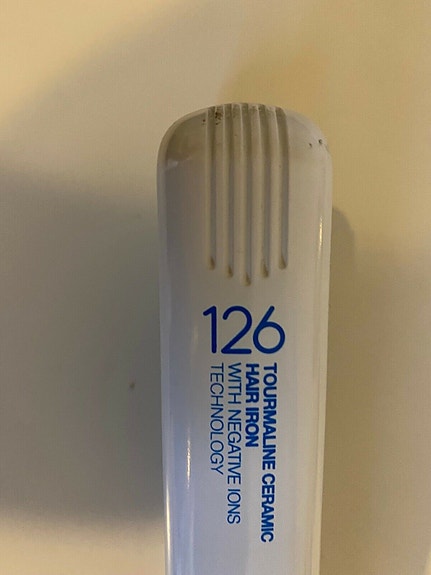 126
TOURMALINE CERAMIC
HAIR IRON
WITH NEGATIVE IONS
TECHNOLOGY